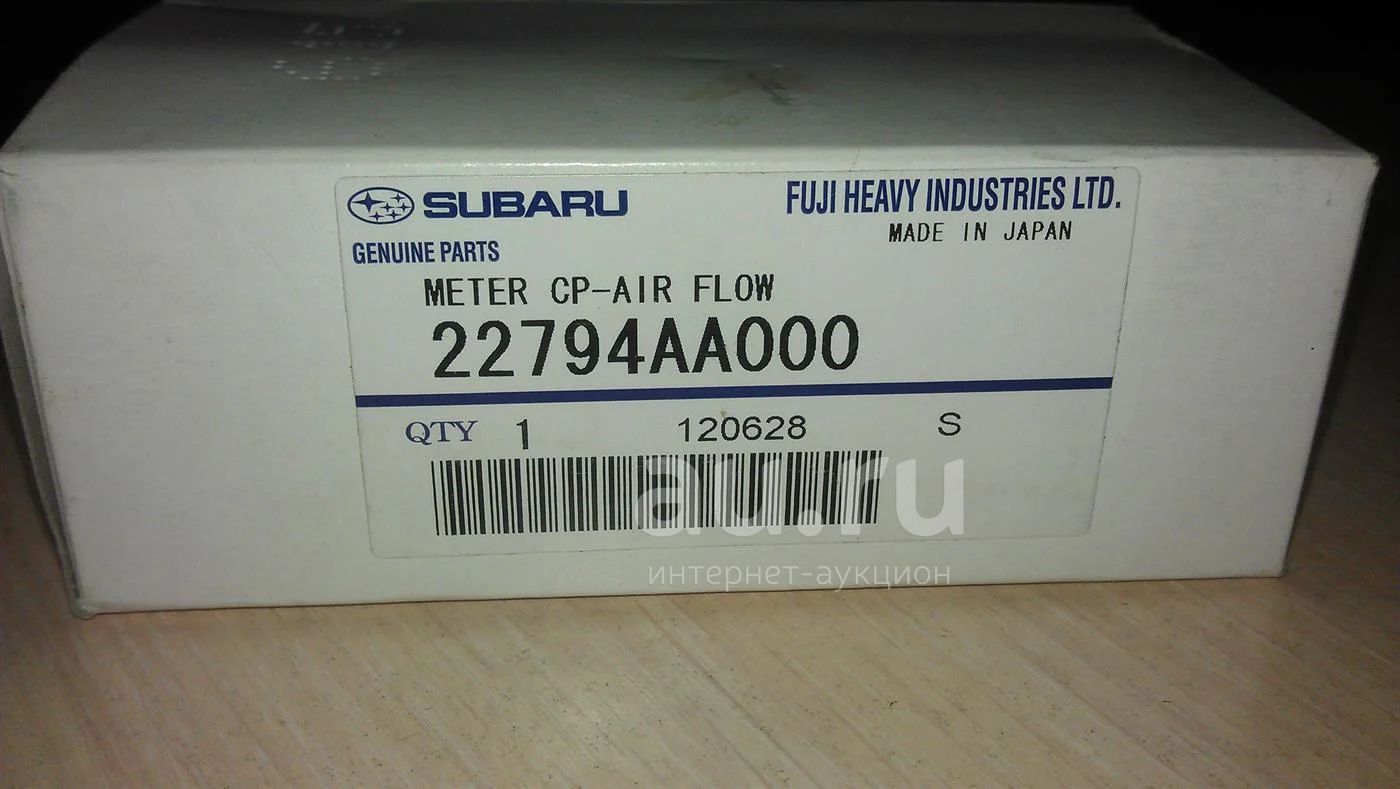 SUBARU
FUJI HEAVY INDUSTRIES LTD.
MADE IN JAPAN
GENUINE PARTS
METER CP-AIR FLOW
22794AA000
QTY 1 120628 S
au.ru
интернет-аукцион